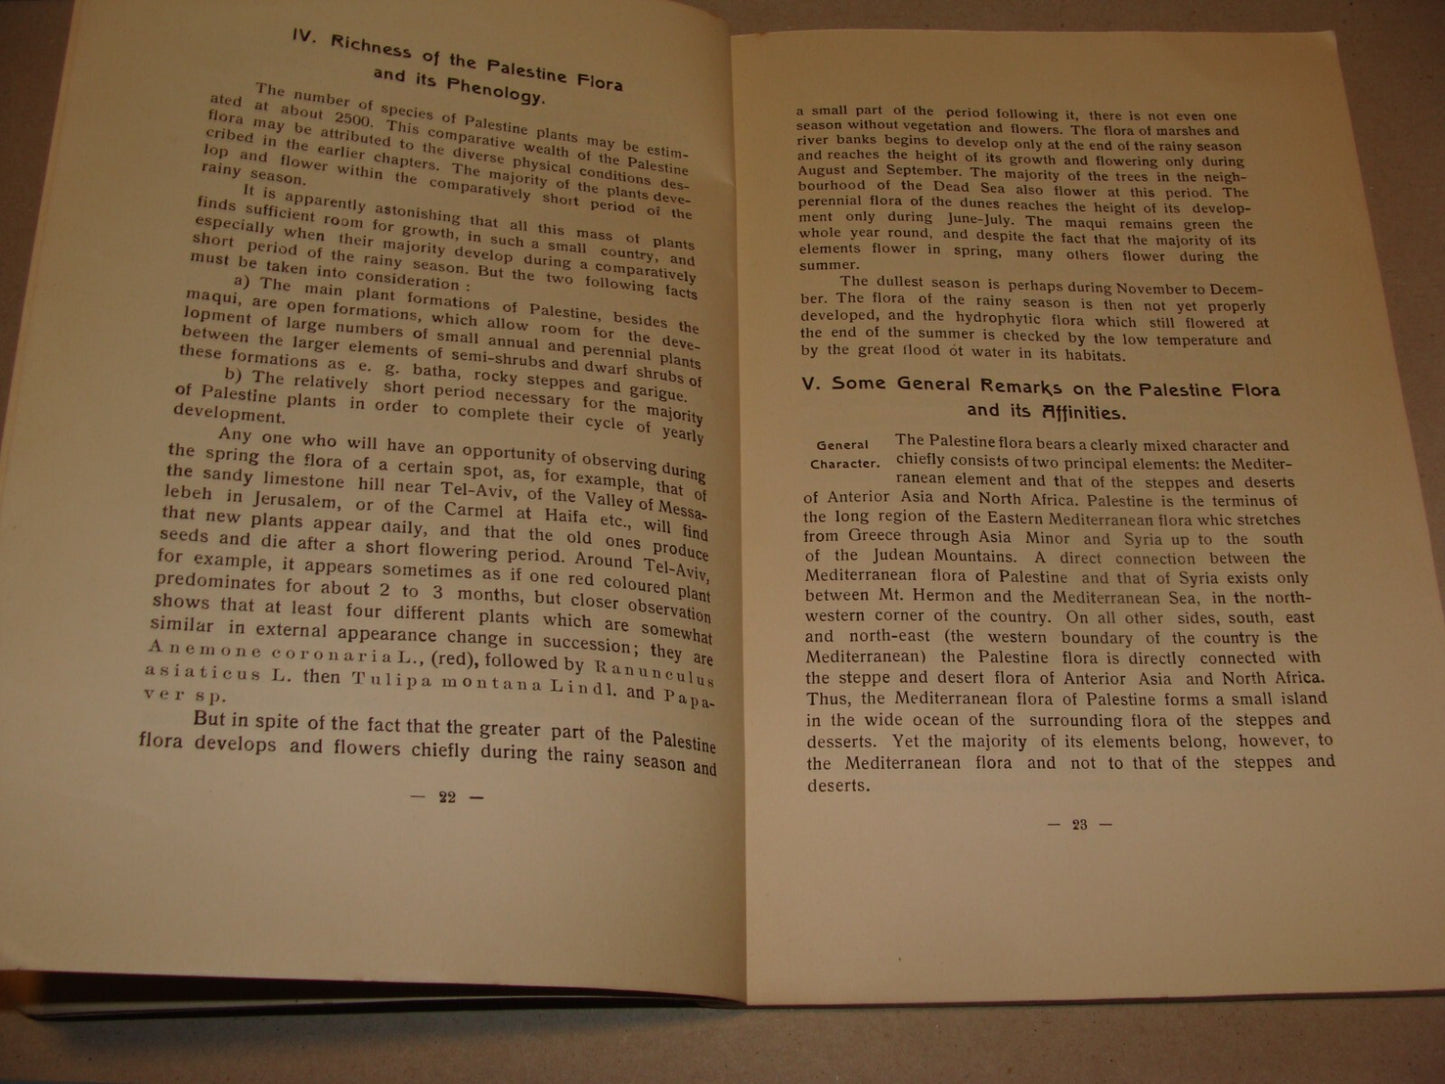 IV. Richness of the Palestine Flora
and its Phenology.
The number of species of Palestine plants may be estim-
ated at about 2500. This comparative wealth of the Palestine
flora may be attributed to the diverse physical conditions des-
cribed in the earlier chapters. The majority of the plants deve-
lop and flower within the comparatively short period of the
rainy season.
It is apparently astonishing that all this mass of plants
finds sufficient room for growth, in such a small country, and
especially when their majority develop during a comparatively
short period of the rainy season. But the two following facts
must be taken into consideration :
a) The main plant formations of Palestine, besides the
maqui, are open formations, which allow room for the deve-
lopment of large numbers of small annual and perennial plants
between the larger elements of semi-shrubs and dwarf shrubs of
these formations as e. g. batha, rocky steppes and garigue.
b) The relatively short period necessary for the majority
of Palestine plants in order to complete their cycle of yearly
development.
Any one who will have an opportunity of observing during
the spring the flora of a certain spot, as, for example, that of
the sandy limestone hill near Tel-Aviv, of the Valley of Messa-
lebeh in Jerusalem, or of the Carmel at Haifa etc., will find
that new plants appear daily, and that the old ones produce
seeds and die after a short flowering period. Around Tel-Aviv,
for example, it appears sometimes as if one red coloured plant
predominates for about 2 to 3 months, but closer observation
shows that at least four different plants which are somewhat
similar in external appearance change in succession; they are
Anemone coronaria L., (red), followed by Ranunculus
asiaticus L. then Tulipa montana Lindl. and Papa-
ver sp.
But in spite of the fact that the greater part of the Palestine
flora develops and flowers chiefly during the rainy season and
— 22 —
a small part of the period following it, there is not even one
season without vegetation and flowers. The flora of marshes and
river banks begins to develop only at the end of the rainy season
and reaches the height of its growth and flowering only during
August and September. The majority of the trees in the neigh-
bourhood of the Dead Sea also flower at this period. The
perennial flora of the dunes reaches the height of its develop-
ment only during June-July. The maqui remains green the
whole year round, and despite the fact that the majority of its
elements flower in spring, many others flower during the
summer.
The dullest season is perhaps during November to Decem-
ber. The flora of the rainy season is then not yet properly
developed, and the hydrophytic flora which still flowered at
the end of the summer is checked by the low temperature and
by the great flood of water in its habitats.
V. Some General Remarks on the Palestine Flora
and its Affinities.
General
Character.
The Palestine flora bears a clearly mixed character and
chiefly consists of two principal elements: the Mediter-
ranean element and that of the steppes and deserts
of Anterior Asia and North Africa. Palestine is the terminus of
the long region of the Eastern Mediterranean flora whic stretches
from Greece through Asia Minor and Syria up to the south
of the Judean Mountains. A direct connection between the
Mediterranean flora of Palestine and that of Syria exists only
between Mt. Hermon and the Mediterranean Sea, in the north-
western corner of the country. On all other sides, south, east
and north-east (the western boundary of the country is the
Mediterranean) the Palestine flora is directly connected with
the steppe and desert flora of Anterior Asia and North Africa.
Thus, the Mediterranean flora of Palestine forms a small island
in the wide ocean of the surrounding flora of the steppes and
desserts. Yet the majority of its elements belong, however, to
the Mediterranean flora and not to that of the steppes and
deserts.
— 23 —